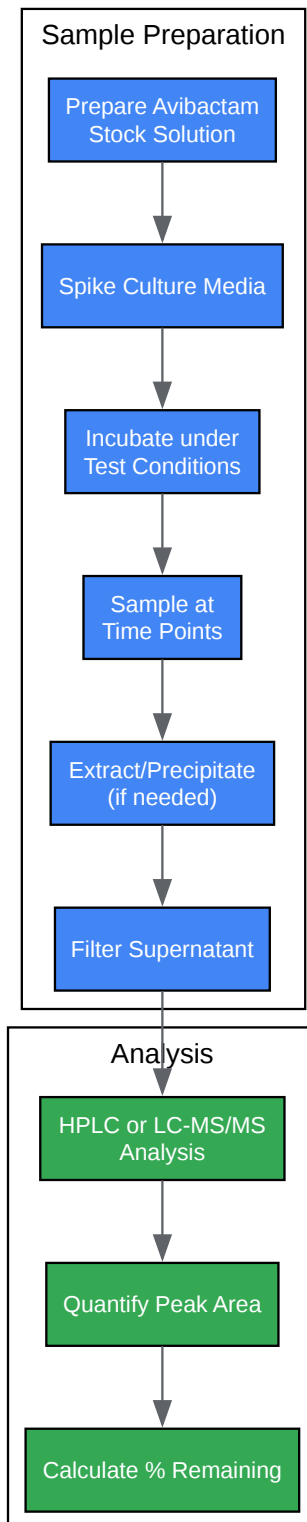 Sample Preparation
Prepare Avibactam
Stock Solution
Spike Culture Media
Incubate under
Test Conditions
Sample at
Time Points
Extract/Precipitate
(if needed)
Filter Supernatant
Analysis
HPLC or LC-MS/MS
Analysis
Quantify Peak Area
Calculate % Remaining